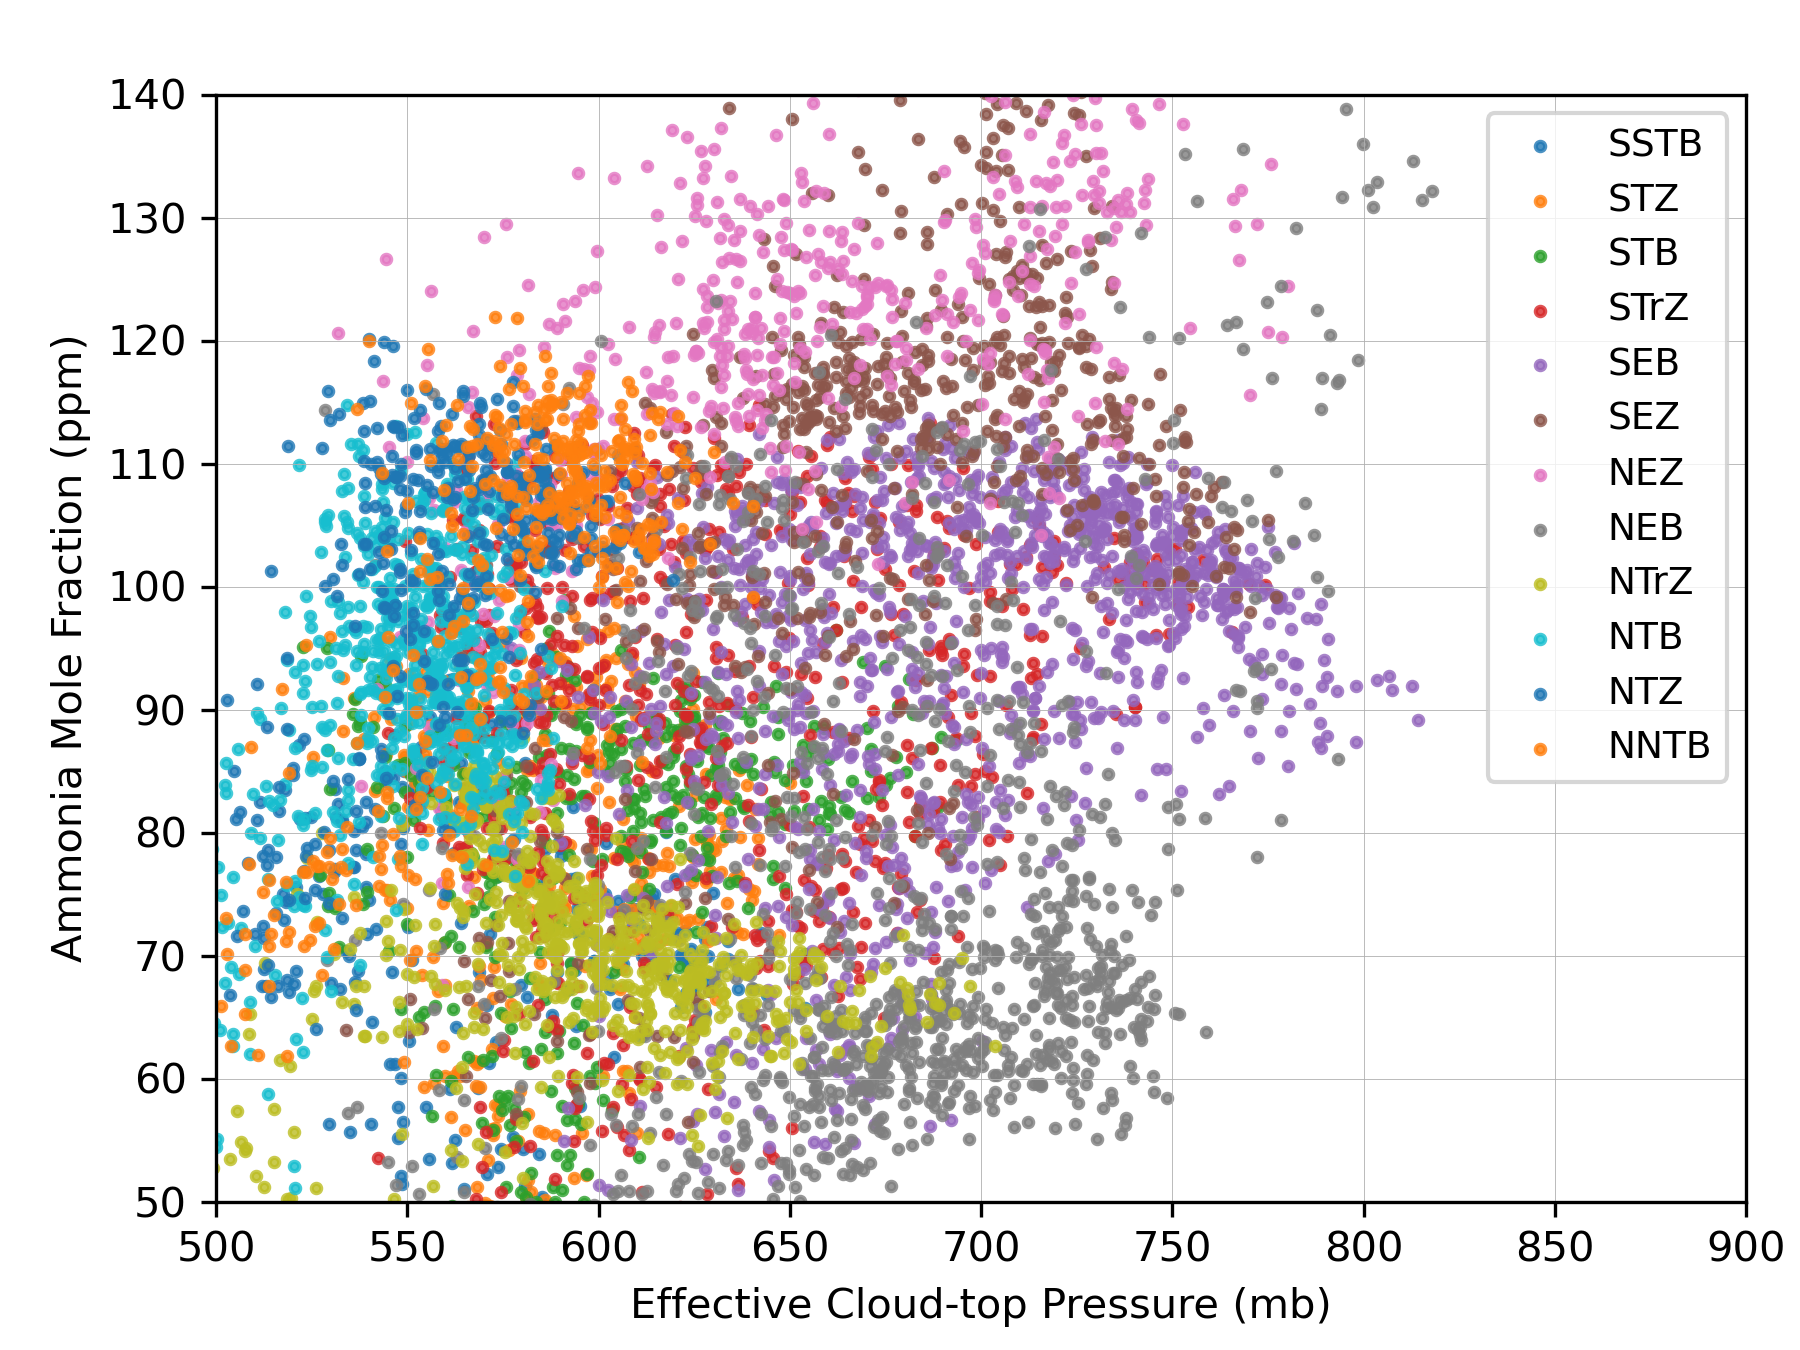 140
130
120
110
100
90
80
70
60
50
Ammonia Mole Fraction (ppm)
SSTB
STZ
STB
STrZ
SEB
SEZ
NEZ
NEB
NTrZ
NTB
NTZ
NNTB
500 550 600 650 700 750 800 850 900
Effective Cloud-top Pressure (mb)